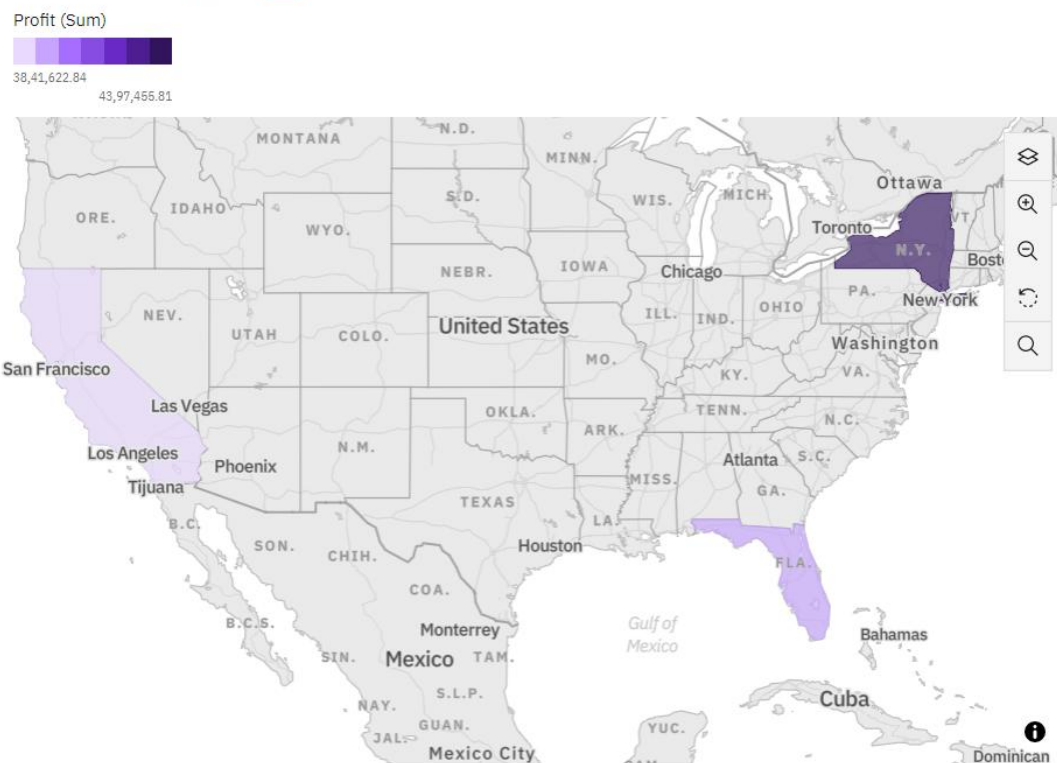 Profit (Sum)
38,41,622.84
43,97,455.81
MONTANA
N.D.
MINN.
Ottawa
ORE.
IDAHO
S.D.
WIS.
MICH.
VT.
WYO.
Toronto
N.Y.
Bost
NEBR.
IOWA
Chicago
PA.
New York
NEV.
UTAH
COLO.
United States
ILL.
IND.
OHIO
Washington
San Francisco
MO.
KY.
VA.
Las Vegas
OKLA.
ARK.
TENN.
N.C.
Los Angeles
Phoenix
N.M.
Atlanta
S.C.
Tijuana
TEXAS
MISS.
GA.
B.C.
LA.
SON.
CHIH.
Houston
FLA.
COA.
B.C.S.
Monterrey
Gulf of
Mexico
Bahamas
SIN.
Mexico
TAM.
NAY.
S.L.P.
Cuba
JAL.
GUAN.
YUC.
Mexico City
Dominican